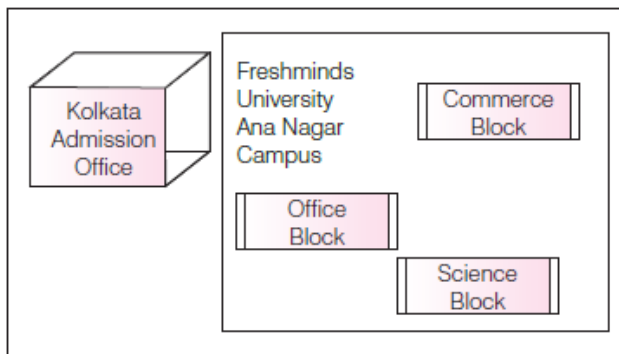 Kolkata
Admission
Office
Freshminds
University
Ana Nagar
Campus
Commerce
Block
Office
Block
Science
Block